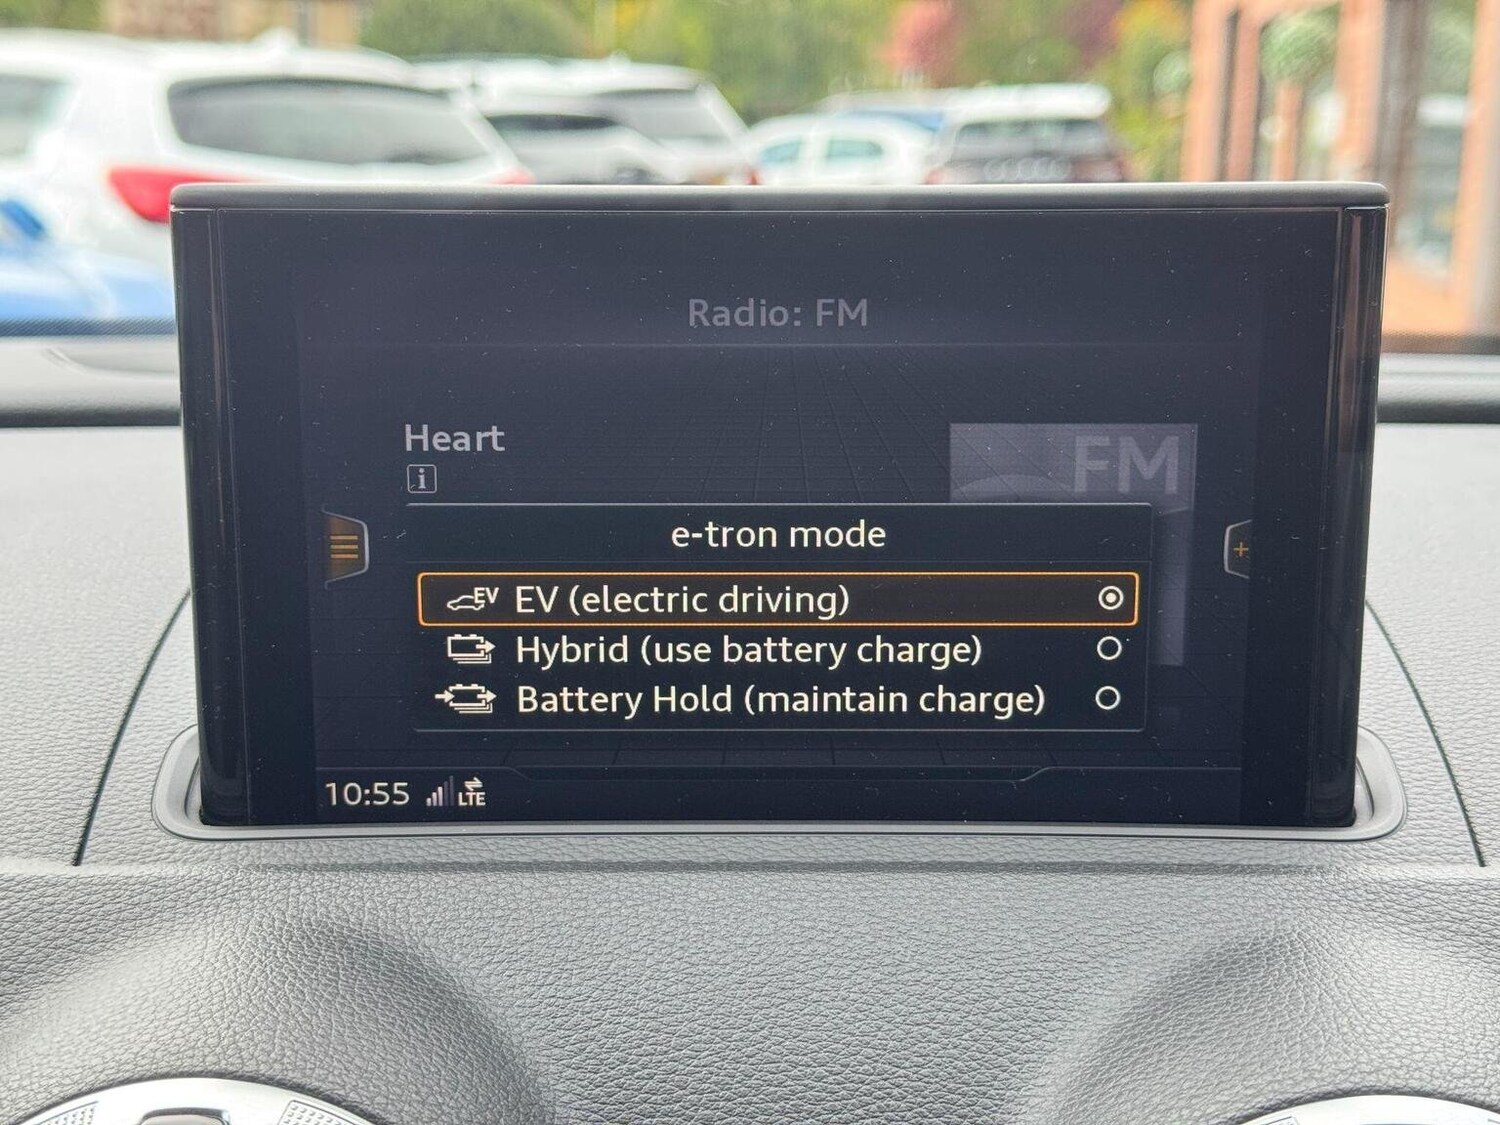 Radio: FM
Heart
i
FM
e-tron mode
EV EV (electric driving)
Hybrid (use battery charge)
Battery Hold (maintain charge)
10:55 LTE